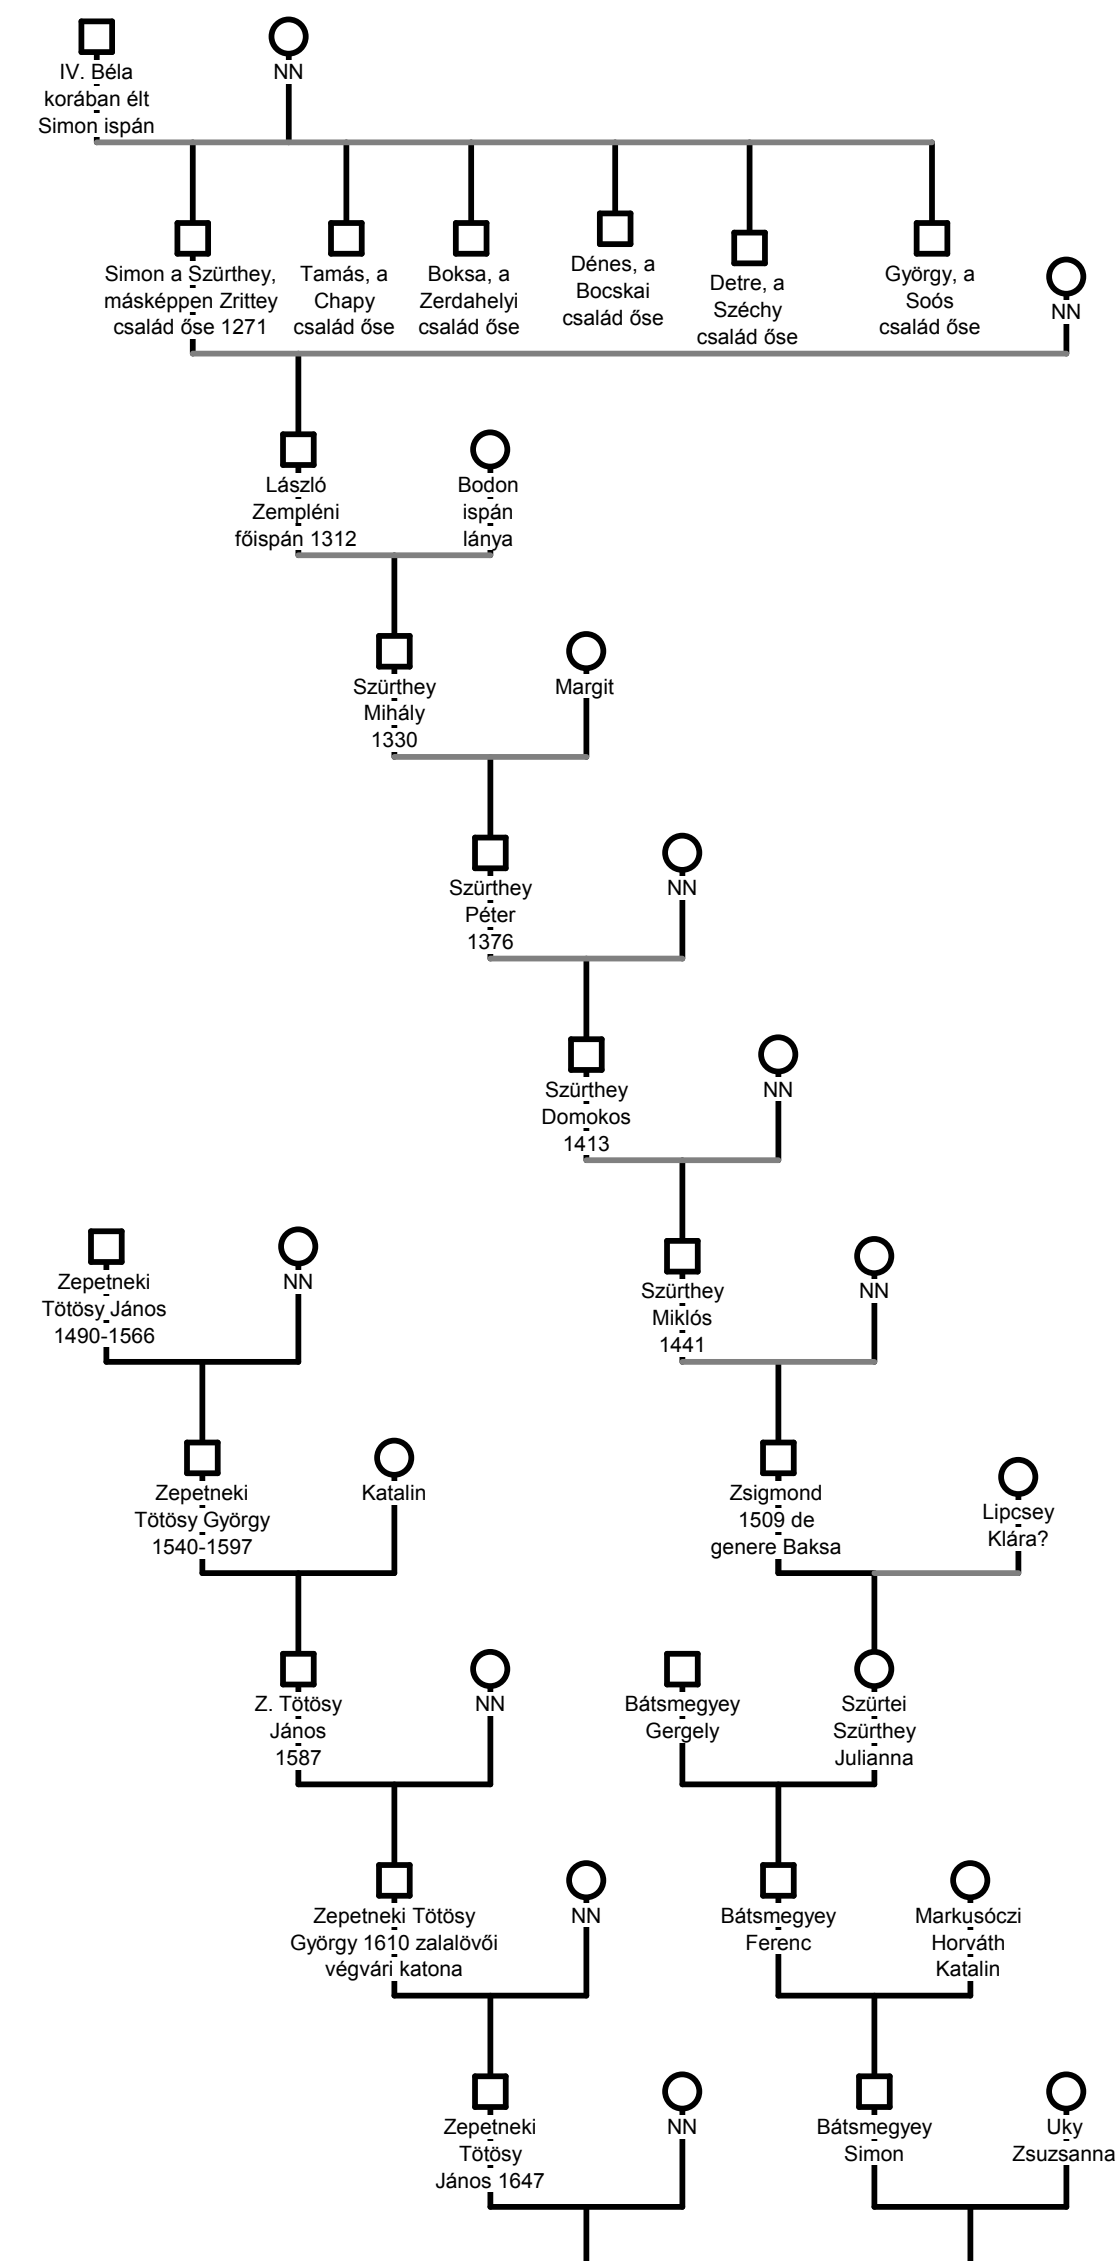 IV. Béla
korában élt
Simon ispán
NN
Simon a Szürthey,
másképpen Zrittey
család őse 1271
Tamás, a
Chapy
család őse
Boksa, a
Zerdahelyi
család őse
Dénes, a
Bocskai
család őse
Detre, a
Széchy
család őse
György, a
Soós
család őse
NN
László
Zempléni
főispán 1312
Bodon
ispán
lánya
Szürthey
Mihály
1330
Margit
Szürthey
Péter
1376
NN
Szürthey
Domokos
1413
NN
Zepetneki
Tötösy János
1490-1566
NN
Szürthey
Miklós
1441
NN
Zepetneki
Tötösy György
1540-1597
Katalin
Zsigmond
1509 de
genere Baksa
Lipcsey
Klára?
Z. Tötösy
János
1587
NN
Bátsmegyey
Gergely
Szürtei
Szürthey
Julianna
Zepetneki Tötösy
György 1610 zalalövői
végvári katona
NN
Bátsmegyey
Ferenc
Markusóczi
Horváth
Katalin
Zepetneki
Tötösy
János 1647
NN
Bátsmegyey
Simon
Uky
Zsuzsanna